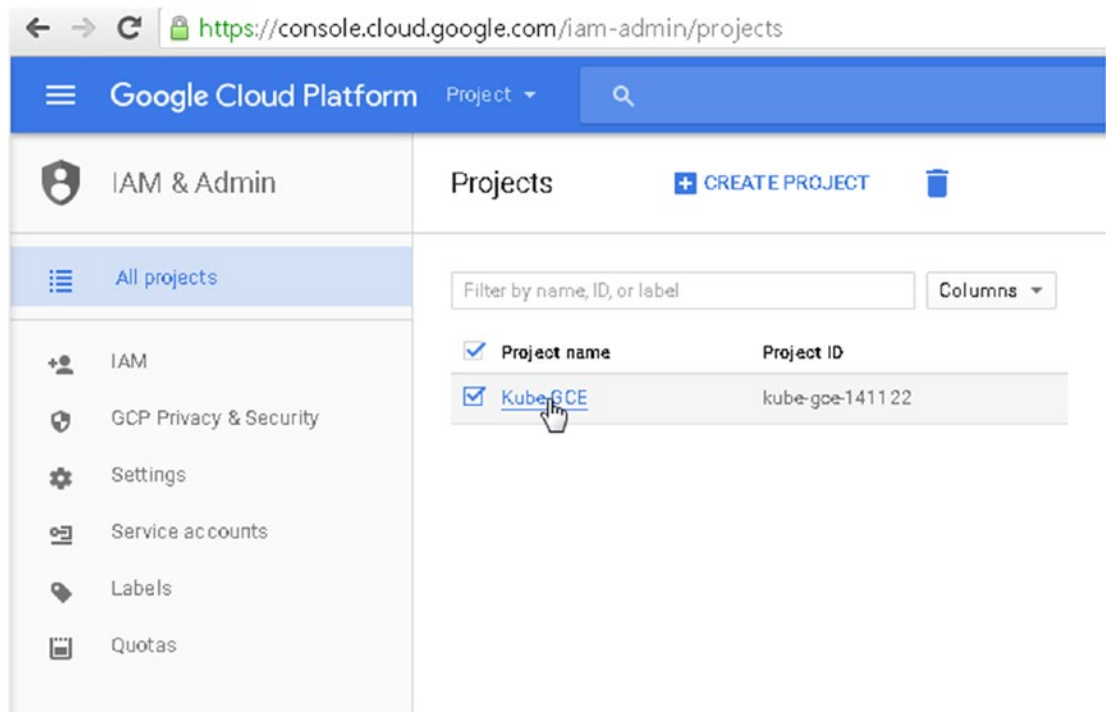 https://console.cloud.google.com/iam-admin/projects
Google Cloud Platform Project
IAM & Admin
Projects CREATE PROJECT
All projects
Filter by name, ID, or label Columns
Project name Project ID
Kube-GCE kube-gce-141122
IAM
GCP Privacy & Security
Settings
Service accounts
Labels
Quotas